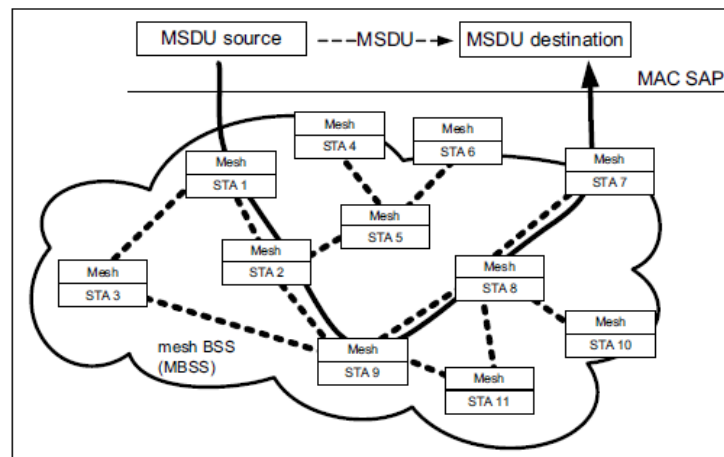 MSDU source
MSDU
MSDU destination
MAC SAP
Mesh
STA 4
Mesh
STA 6
Mesh
STA 1
Mesh
STA 7
Mesh
STA 5
Mesh
STA 2
Mesh
STA 3
Mesh
STA 8
Mesh
STA 10
mesh BSS
(MBSS)
Mesh
STA 9
Mesh
STA 11